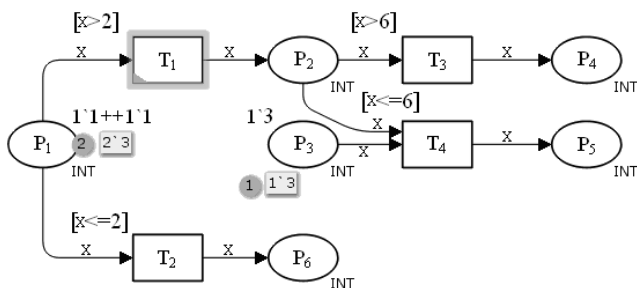 [X>2] [X>6]
X T₁ X P₂ X T₃ X P₄
INT INT
1`1++1`1 1`3 [X<=6]
X
P₁ 2 2`3 P₃ X T₄ X P₅
INT INT
1 1`3 INT
[X<=2]
X T₂ X P₆
INT